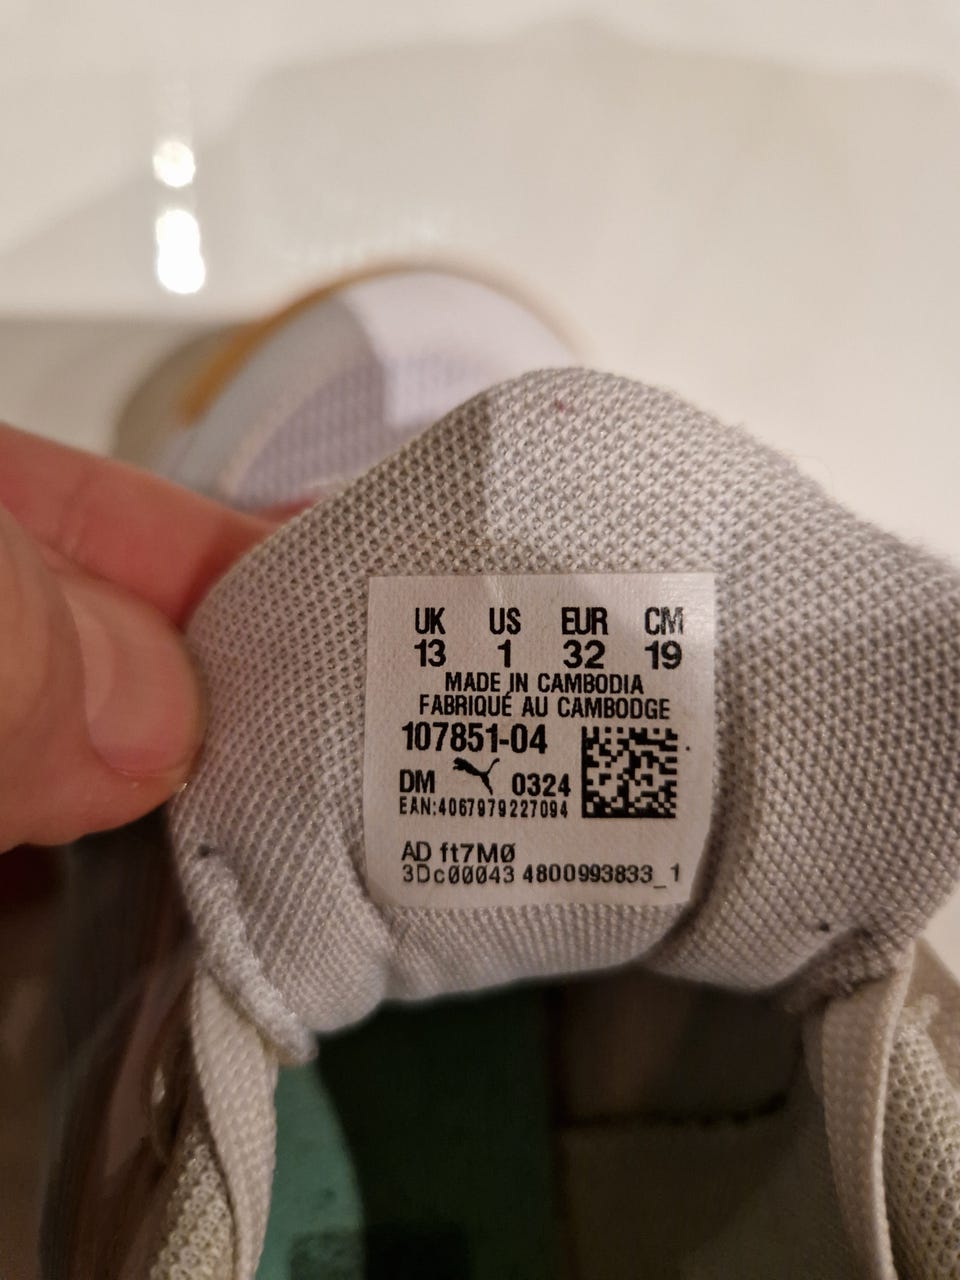 UK US EUR CM
13 1 32 19
MADE IN CAMBODIA
FABRIQUÉ AU CAMBODGE
107851-04
DM 0324
EAN:4067979227094
AD ft7MØ
3Dc00043 4800993833_1